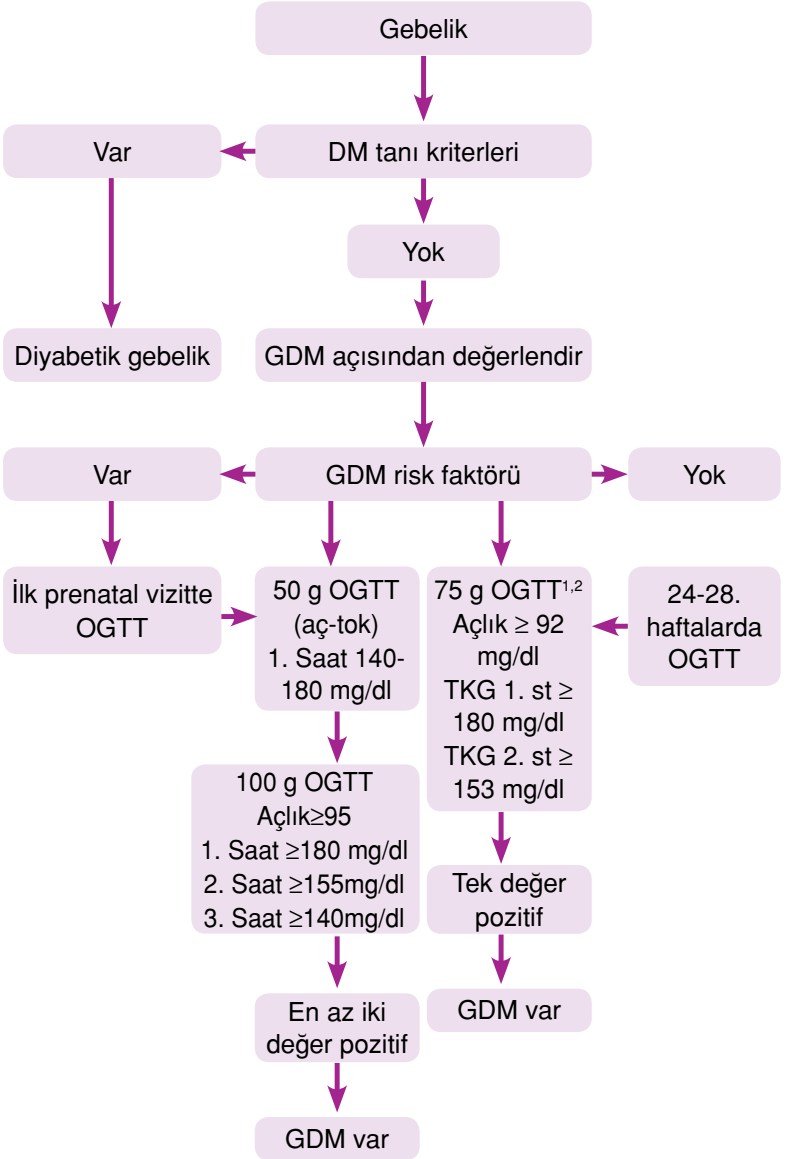 Gebelik
Var
DM tanı kriterleri
Yok
Diyabetik gebelik
GDM açısından değerlendir
Var
GDM risk faktörü
Yok
İlk prenatal vizitte
OGTT
50 g OGTT
(aç-tok)
1. Saat 140-
180 mg/dl
75 g OGTT¹,²
Açlık ≥ 92
mg/dl
TKG 1. st ≥
180 mg/dl
TKG 2. st ≥
153 mg/dl
24-28.
haftalarda
OGTT
100 g OGTT
Açlık≥95
1. Saat ≥180 mg/dl
2. Saat ≥155mg/dl
3. Saat ≥140mg/dl
Tek değer
pozitif
En az iki
değer pozitif
GDM var
GDM var